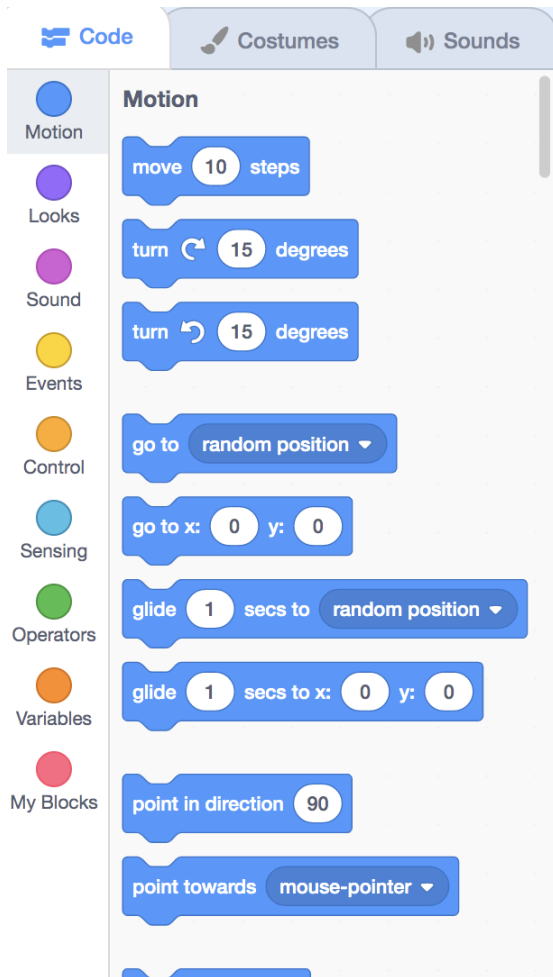 Code Costumes Sounds
Motion
Looks
Sound
Events
Control
Sensing
Operators
Variables
My Blocks
Motion
move 10 steps
turn 15 degrees
turn 15 degrees
go to random position
go to x: 0 y: 0
glide 1 secs to random position
glide 1 secs to x: 0 y: 0
point in direction 90
point towards mouse-pointer